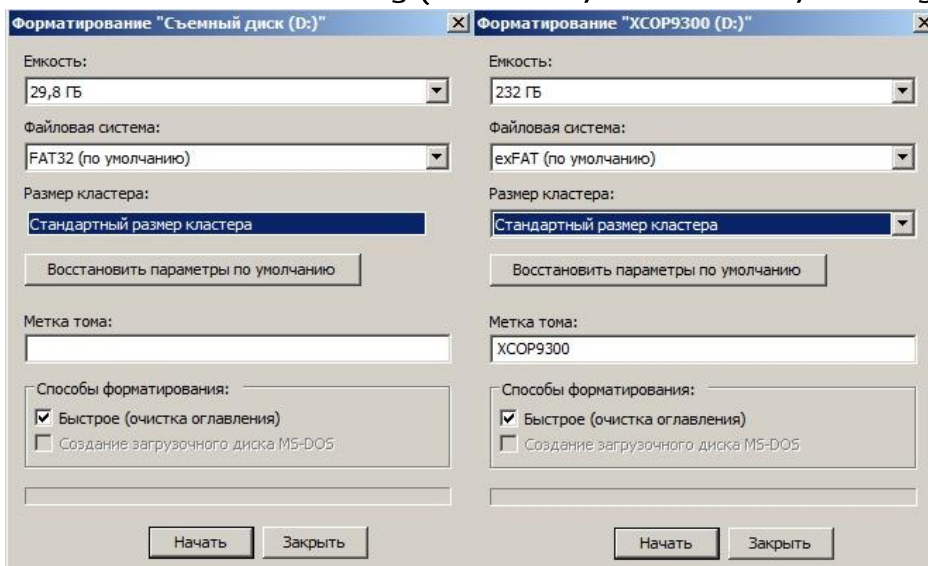 Форматирование "Съемный диск (D:)"
Емкость:
29,8 ГБ
Файловая система:
FAT32 (по умолчанию)
Размер кластера:
Стандартный размер кластера
Восстановить параметры по умолчанию
Метка тома:
Способы форматирования:
Быстрое (очистка оглавления)
Создание загрузочного диска MS-DOS
Начать Закрыть
Форматирование "XCOP9300 (D:)"
Емкость:
232 ГБ
Файловая система:
exFAT (по умолчанию)
Размер кластера:
Стандартный размер кластера
Восстановить параметры по умолчанию
Метка тома:
XCOP9300
Способы форматирования:
Быстрое (очистка оглавления)
Создание загрузочного диска MS-DOS
Начать Закрыть